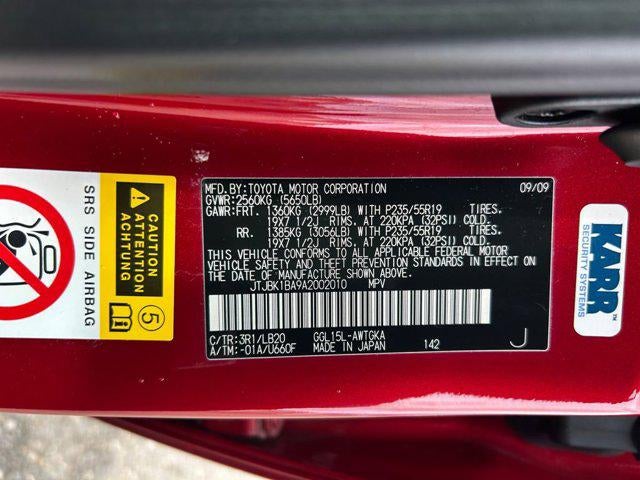 MFD.BY:TOYOTA MOTOR CORPORATION 09/09
GVWR:2560KG (5650LB)
GAWR:FRT. 1360KG (2999LB) WITH P235/55R19 TIRES.
19X7 1/2J RIMS. AT 220KPA (32PSI) COLD.
RR. 1385KG (3056LB) WITH P235/55R19 TIRES.
19X7 1/2J RIMS. AT 220KPA (32PSI) COLD.
THIS VEHICLE CONFORMS TO ALL APPLICABLE FEDERAL MOTOR
VEHICLE SAFETY AND THEFT PREVENTION STANDARDS IN EFFECT ON
THE DATE OF MANUFACTURE SHOWN ABOVE.
JTJBK1BA9A2002010 MPV
C/TR:3R1/LB20 GGL15L-AWTGKA
A/TM:-01A/U660F MADE IN JAPAN 142 J
SRS SIDE AIRBAG
CAUTION
ATTENTION
ACHTUNG
5
KARR
SECURITY SYSTEMS
TM